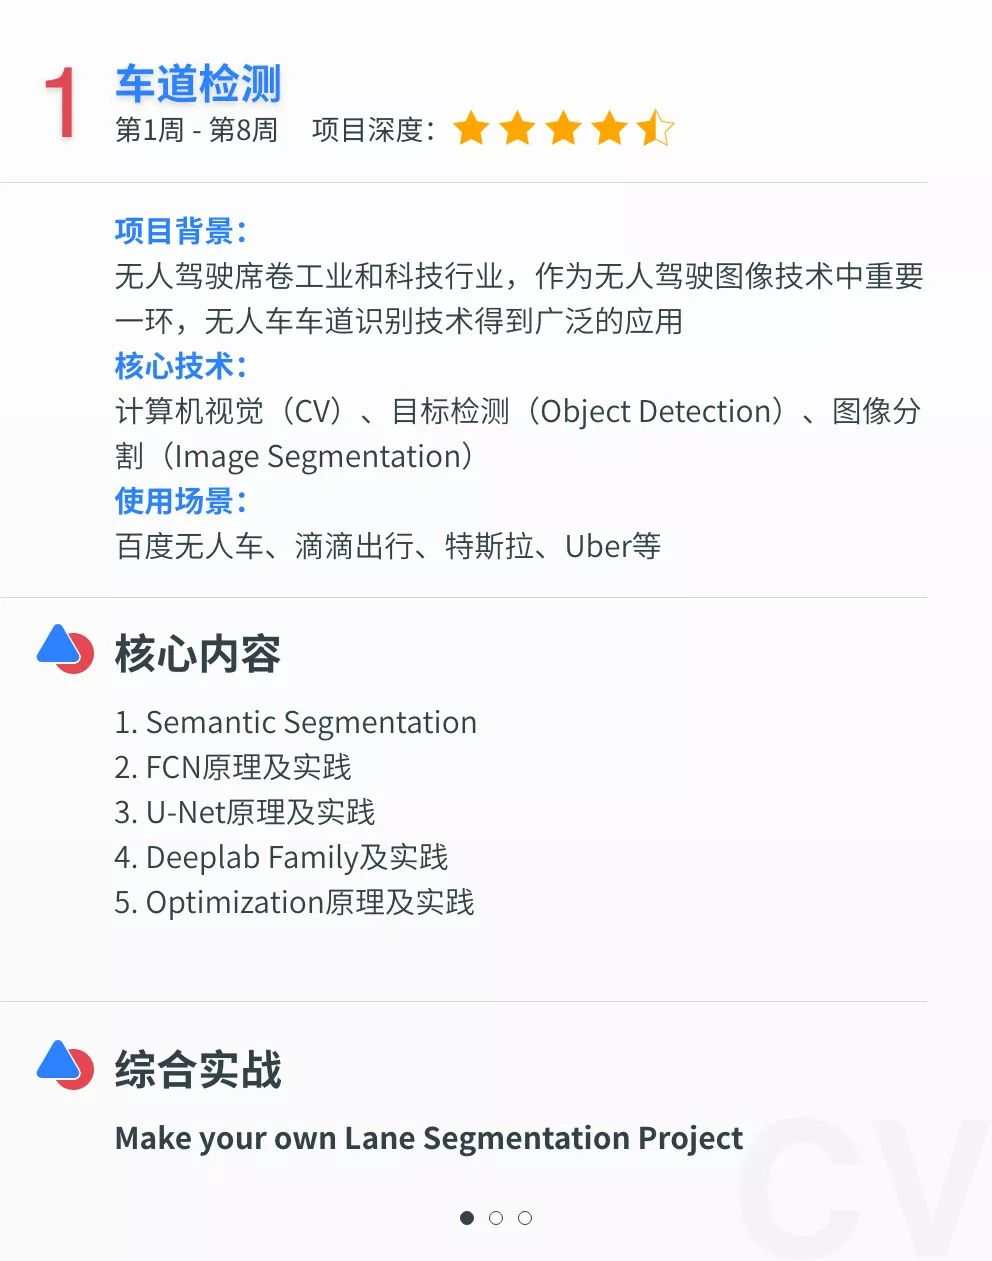 1
车道检测
第1周 - 第8周 项目深度：
项目背景：
无人驾驶席卷工业和科技行业，作为无人驾驶图像技术中重要
一环，无人车车道识别技术得到广泛的应用
核心技术：
计算机视觉（CV）、目标检测（Object Detection）、图像分
割（Image Segmentation）
使用场景：
百度无人车、滴滴出行、特斯拉、Uber等
核心内容
1. Semantic Segmentation
2. FCN原理及实践
3. U-Net原理及实践
4. Deeplab Family及实践
5. Optimization原理及实践
综合实战
Make your own Lane Segmentation Project
CV